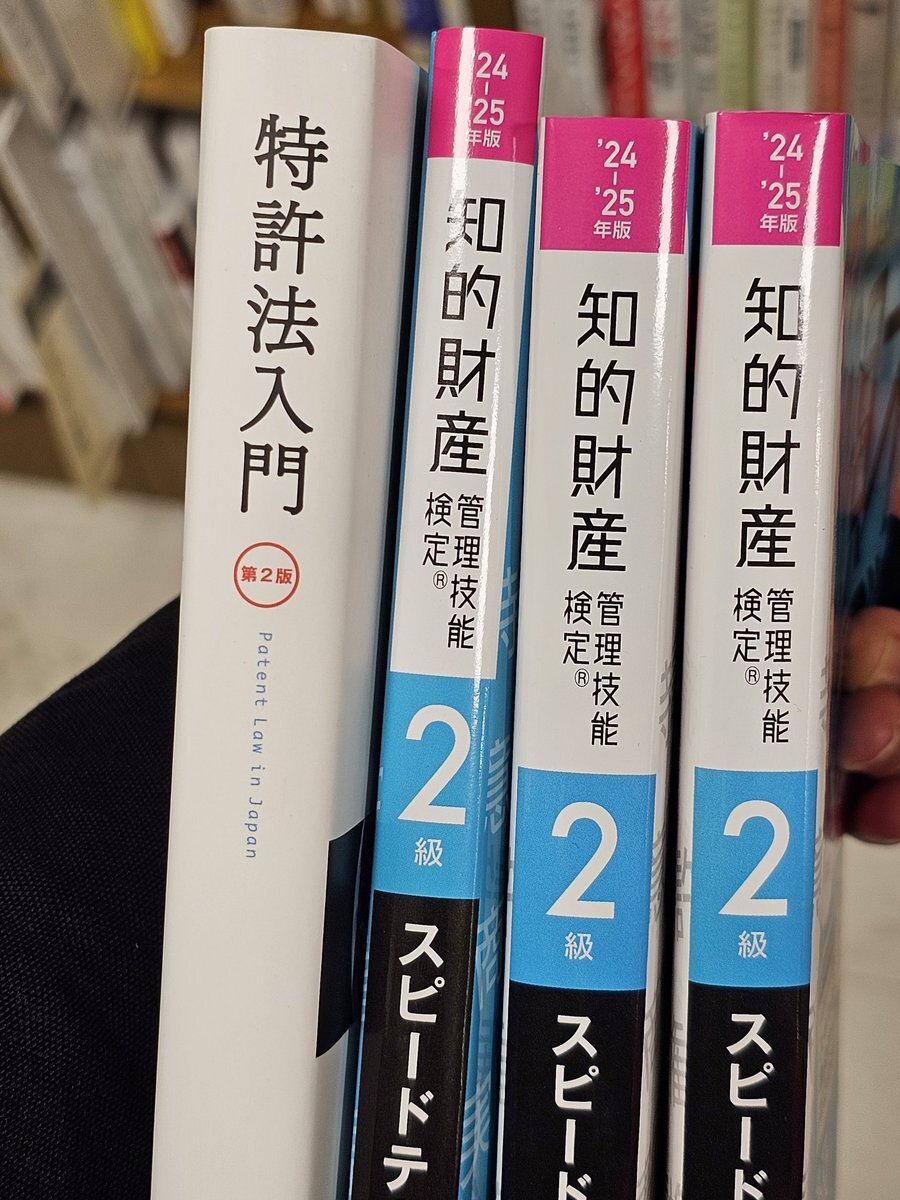 特許法入門
第2版
Patent Law in Japan
'24-'25年版
知的財産
管理技能検定®
2級
スピードテ
'24-'25年版
知的財産
管理技能検定®
2級
スピード
'24-'25年版
知的財産
管理技能検定®
2級
スピード